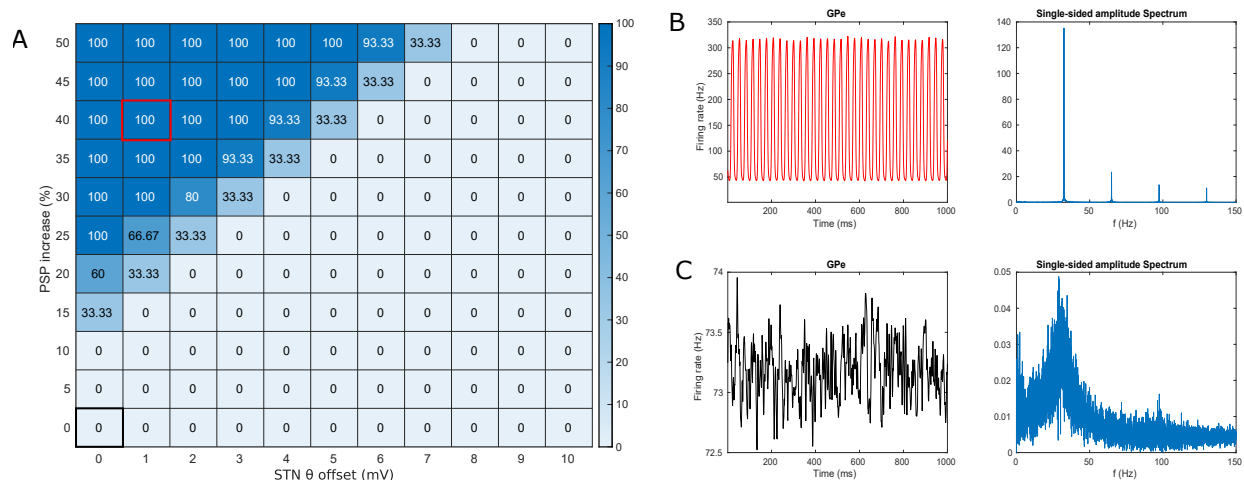 A
PSP increase (%)
50 100 100 100 100 100 100 93.33 33.33 0 0 0
45 100 100 100 100 100 93.33 33.33 0 0 0 0
40 100 100 100 100 93.33 33.33 0 0 0 0 0
35 100 100 100 93.33 33.33 0 0 0 0 0 0
30 100 100 80 33.33 0 0 0 0 0 0 0
25 100 66.67 33.33 0 0 0 0 0 0 0 0
20 60 33.33 0 0 0 0 0 0 0 0 0
15 33.33 0 0 0 0 0 0 0 0 0 0
10 0 0 0 0 0 0 0 0 0 0 0
5 0 0 0 0 0 0 0 0 0 0 0
0 0 0 0 0 0 0 0 0 0 0 0
0 1 2 3 4 5 6 7 8 9 10
STN θ offset (mV)
100
90
80
70
60
50
40
30
20
10
0
B
GPe
Firing rate (Hz)
350
300
250
200
150
100
50
200 400 600 800 1000
Time (ms)
Single-sided amplitude Spectrum
140
120
100
80
60
40
20
0
0 50 100 150
f (Hz)
C
GPe
Firing rate (Hz)
74
73.5
73
72.5
200 400 600 800 1000
Time (ms)
Single-sided amplitude Spectrum
0.05
0.04
0.03
0.02
0.01
0
0 50 100 150
f (Hz)